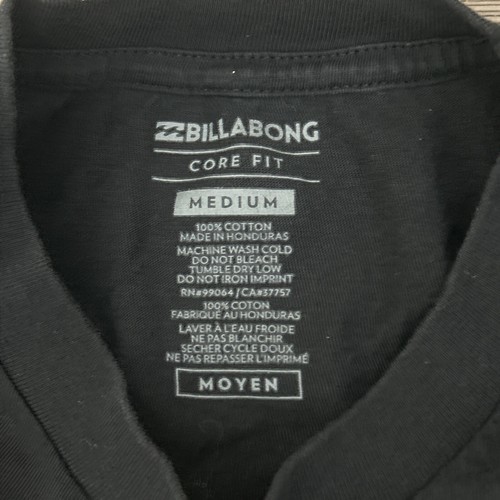 BILLABONG
CORE FIT
MEDIUM
100% COTTON
MADE IN HONDURAS
MACHINE WASH COLD
DO NOT BLEACH
TUMBLE DRY LOW
DO NOT IRON IMPRINT
RN#99064 / CA#37757
100% COTON
FABRIQUÉ AU HONDURAS
LAVER À L'EAU FROIDE
NE PAS BLANCHIR
SECHER CYCLE DOUX
NE PAS REPASSER L'IMPRIMÉ
MOYEN